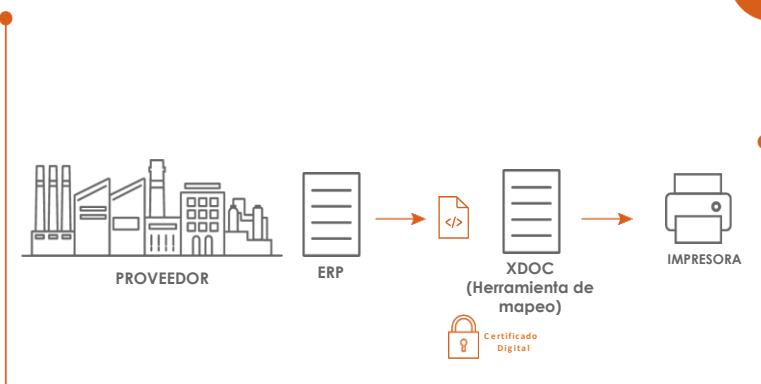 PROVEEDOR
ERP
</>
XDOC
(Herramienta de
mapeo)
IMPRESORA
Certificado
Digital